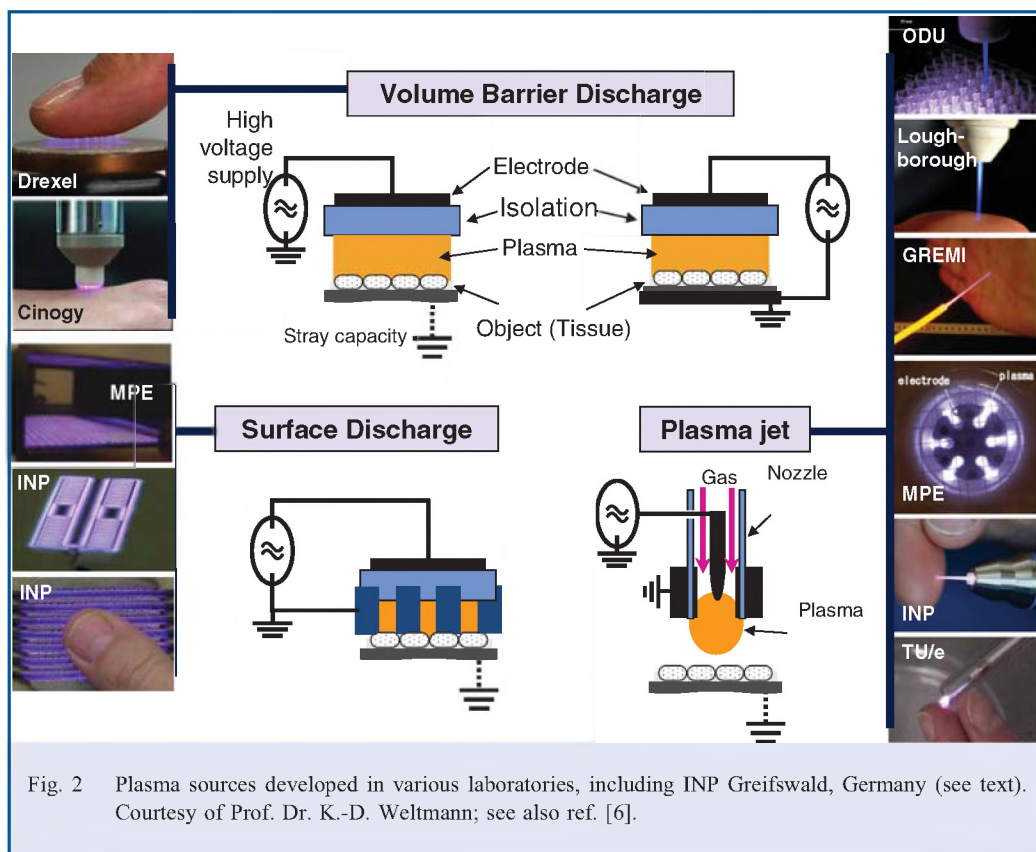 Volume Barrier Discharge
Drexel
Cinogy
High
voltage
supply
Electrode
Isolation
Plasma
Object (Tissue)
Stray capacity
MPE
INP
INP
Surface Discharge
Plasma jet
Gas
Nozzle
Plasma
ODU
Lough-
borough
GREMI
electrode
plasma
MPE
INP
TU/e
Fig. 2 Plasma sources developed in various laboratories, including INP Greifswald, Germany (see text).
Courtesy of Prof. Dr. K.-D. Weltmann; see also ref. [6].